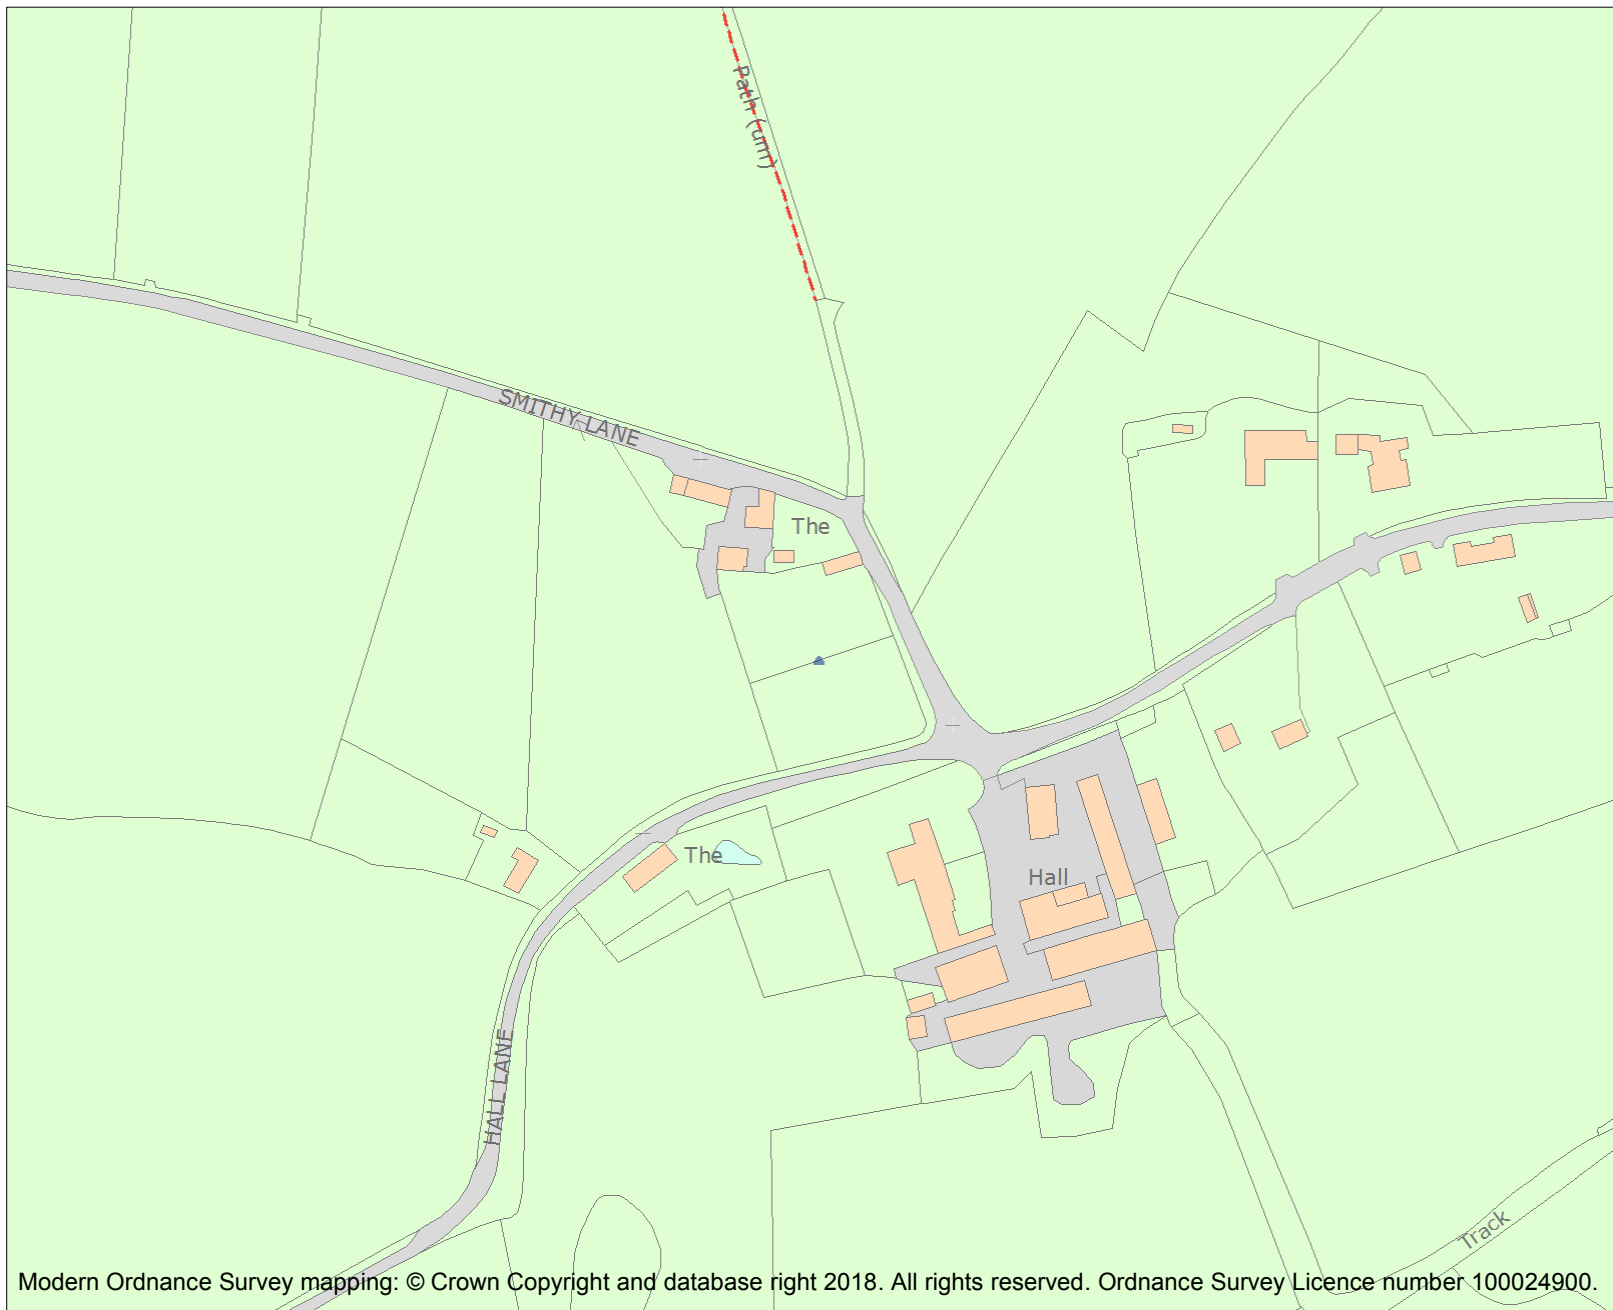 Path (um)
SMITHY LANE
The
The
Hall
HALL LANE
Track
Modern Ordnance Survey mapping: © Crown Copyright and database right 2018. All rights reserved. Ordnance Survey Licence number 100024900.